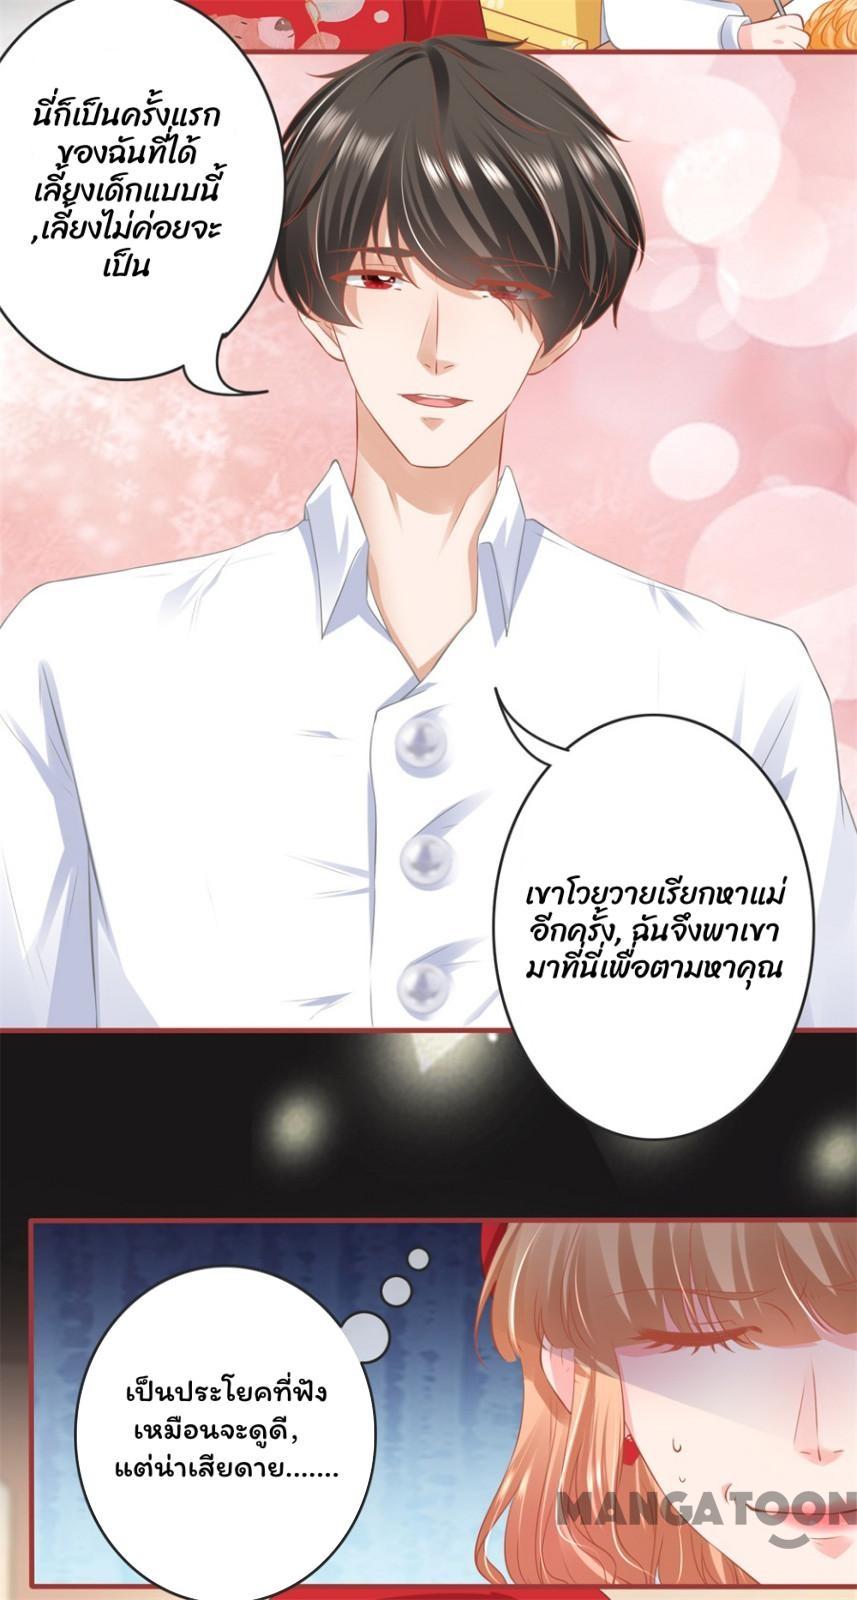 นี่ก็เป็นครั้งแรก
ของฉันที่ได้
เลี้ยงเด็กแบบนี้
,เลี้ยงไม่ค่อยจะ
เป็น
เขาโวยวายเรียกหาแม่
อีกครั้ง, ฉันจึงพาเขา
มาที่นี่เพื่อตามหาคุณ
เป็นประโยคที่ฟัง
เหมือนจะดูดี,
แต่น่าเสียดาย.......
MANGATOON